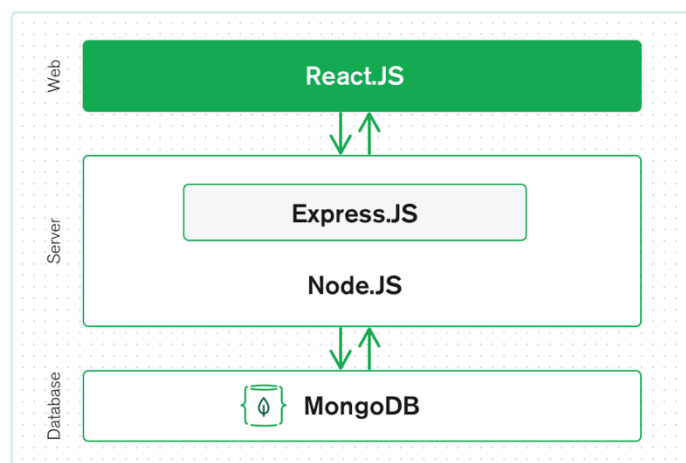 Web
React.JS
Server
Express.JS
Node.JS
Database
MongoDB